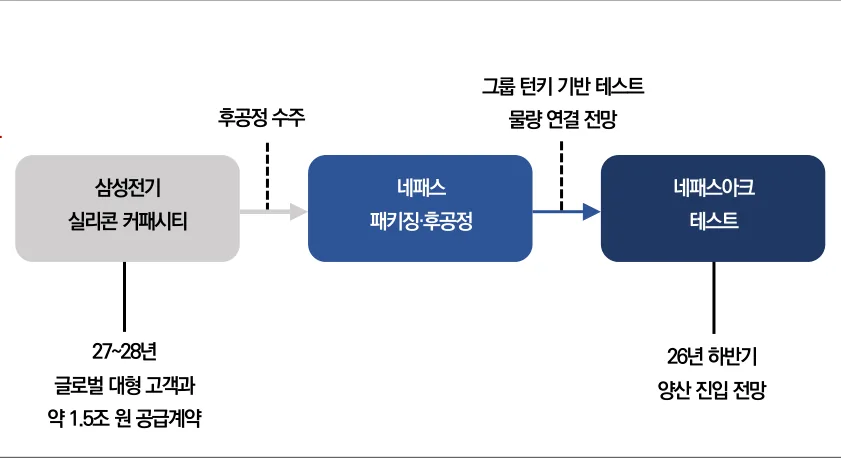 후공정 수주
그룹 턴키 기반 테스트
물량 연결 전망
삼성전기
실리콘 커패시티
네패스
패키징·후공정
네패스아크
테스트
27~28년
글로벌 대형 고객과
약 1.5조 원 공급계약
26년 하반기
양산 진입 전망